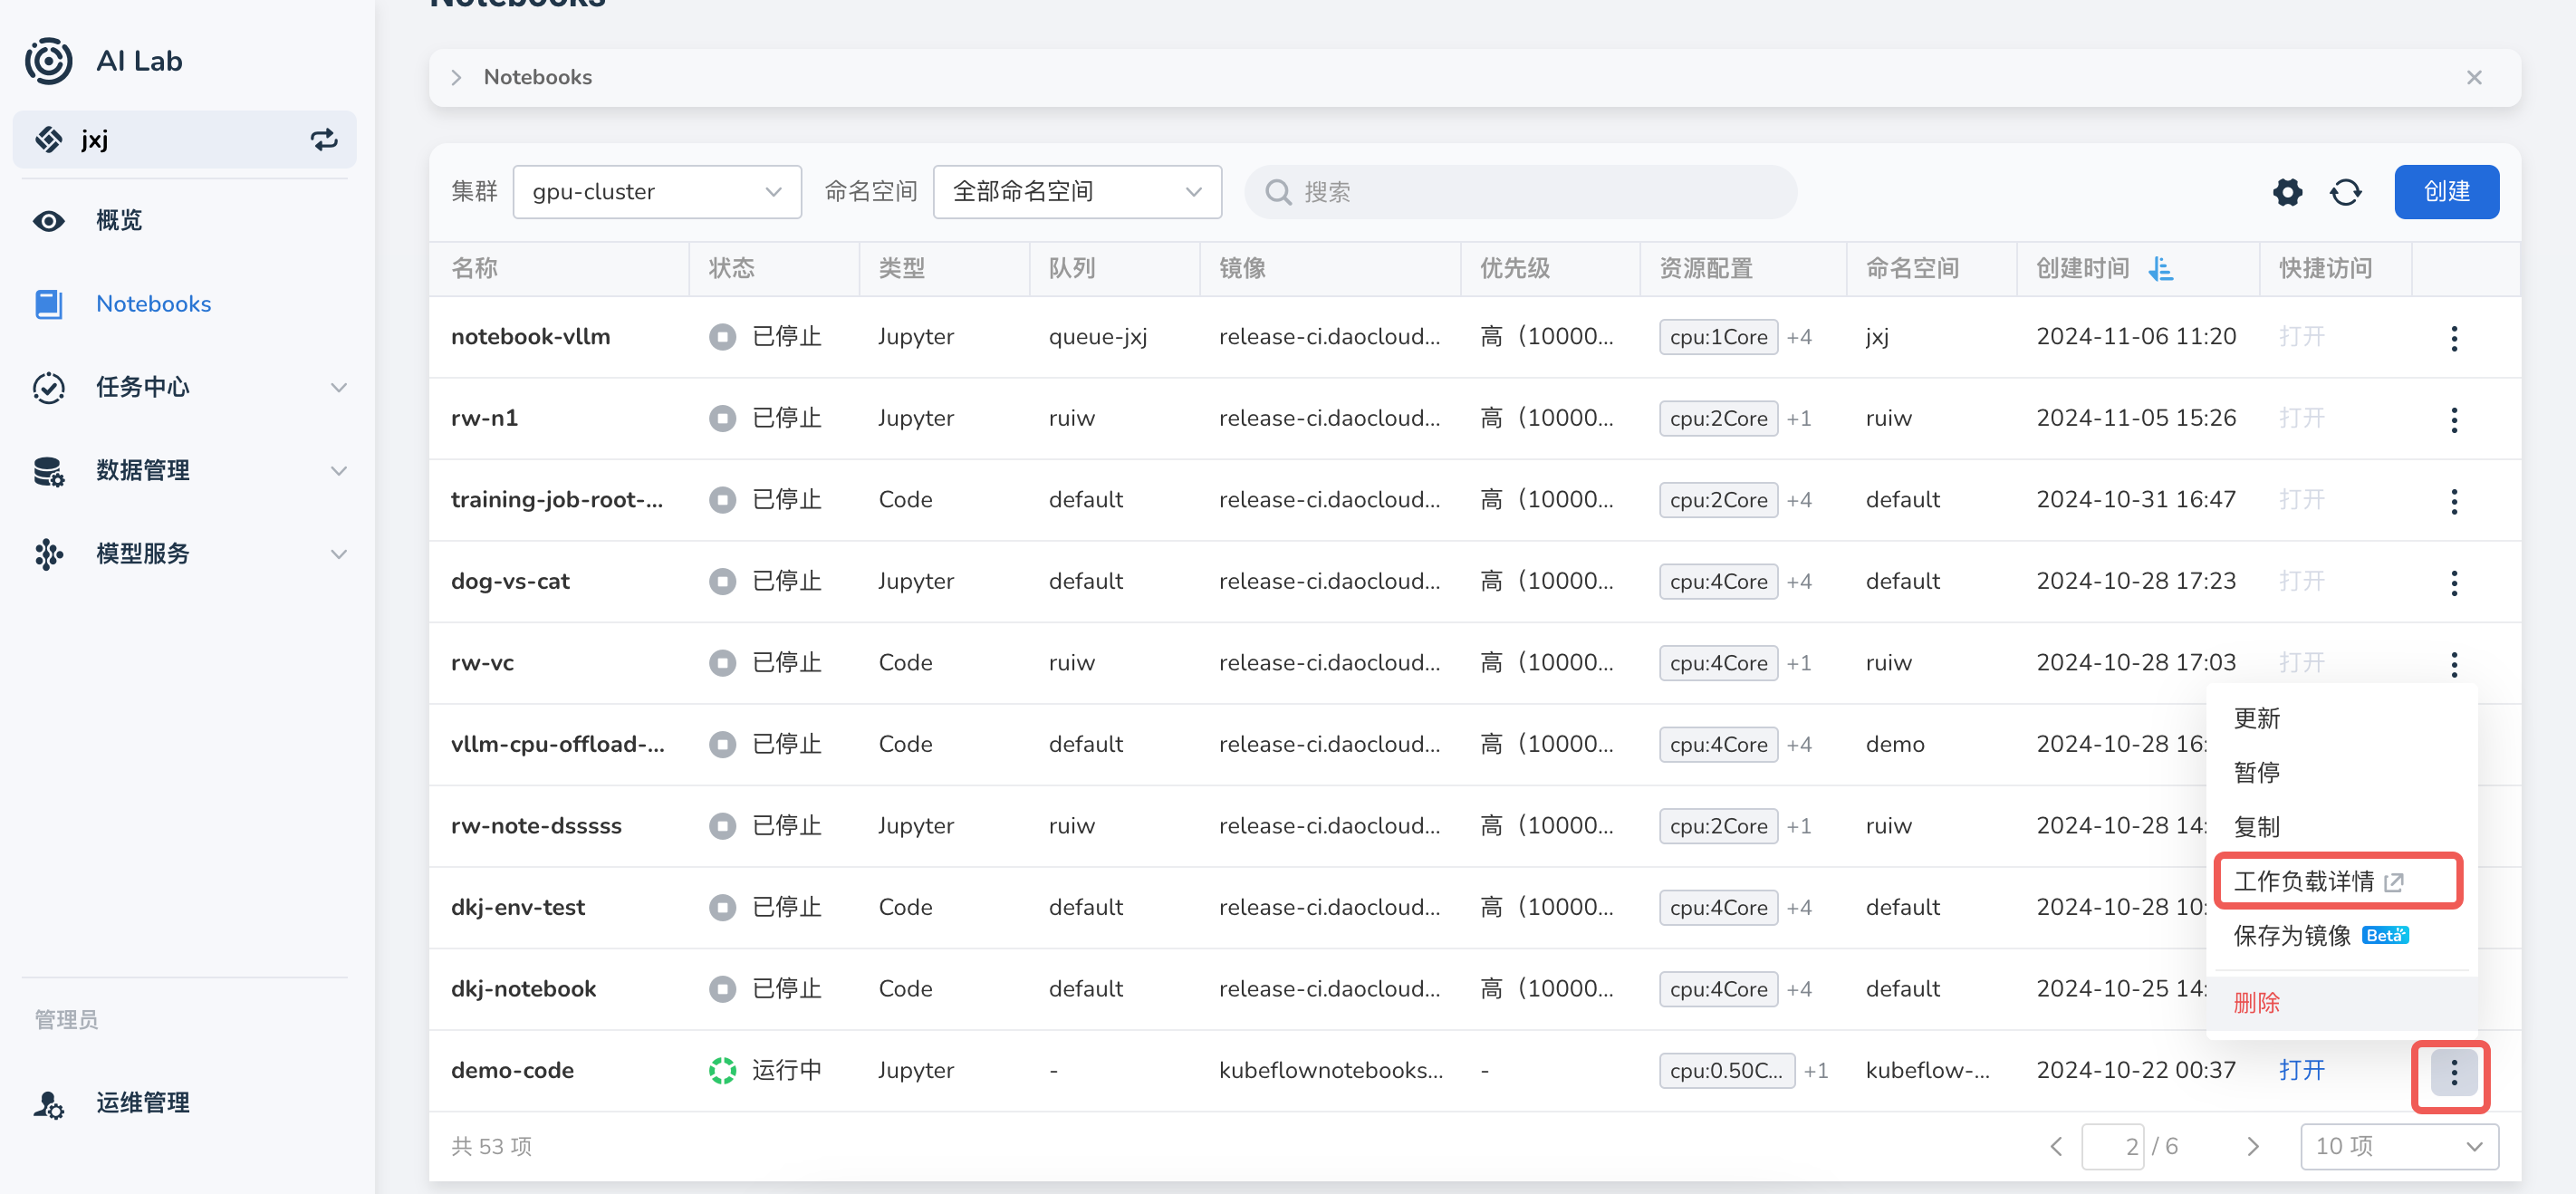 Notebooks
AI Lab
jxj
概览
Notebooks
任务中心
数据管理
模型服务
管理员
运维管理
Notebooks
集群 gpu-cluster 命名空间 全部命名空间 搜索 创建
名称 状态 类型 队列 镜像 优先级 资源配置 命名空间 创建时间 快捷访问
notebook-vllm 已停止 Jupyter queue-jxj release-ci.daocloud... 高（10000... cpu:1Core +4 jxj 2024-11-06 11:20 打开
rw-n1 已停止 Jupyter ruiw release-ci.daocloud... 高（10000... cpu:2Core +1 ruiw 2024-11-05 15:26 打开
training-job-root-... 已停止 Code default release-ci.daocloud... 高（10000... cpu:2Core +4 default 2024-10-31 16:47 打开
dog-vs-cat 已停止 Jupyter default release-ci.daocloud... 高（10000... cpu:4Core +4 default 2024-10-28 17:23 打开
rw-vc 已停止 Code ruiw release-ci.daocloud... 高（10000... cpu:4Core +1 ruiw 2024-10-28 17:03 打开
vllm-cpu-offload-... 已停止 Code default release-ci.daocloud... 高（10000... cpu:4Core +4 demo 2024-10-28 16:
rw-note-dsssss 已停止 Jupyter ruiw release-ci.daocloud... 高（10000... cpu:2Core +1 ruiw 2024-10-28 14:
dkj-env-test 已停止 Code default release-ci.daocloud... 高（10000... cpu:4Core +4 default 2024-10-28 10:
dkj-notebook 已停止 Code default release-ci.daocloud... 高（10000... cpu:4Core +4 default 2024-10-25 14:
demo-code 运行中 Jupyter - kubeflownotebooks... - cpu:0.50C... +1 kubeflow-... 2024-10-22 00:37 打开
更新
暂停
复制
工作负载详情
保存为镜像 Beta
删除
共 53 项 2 / 6 10 项